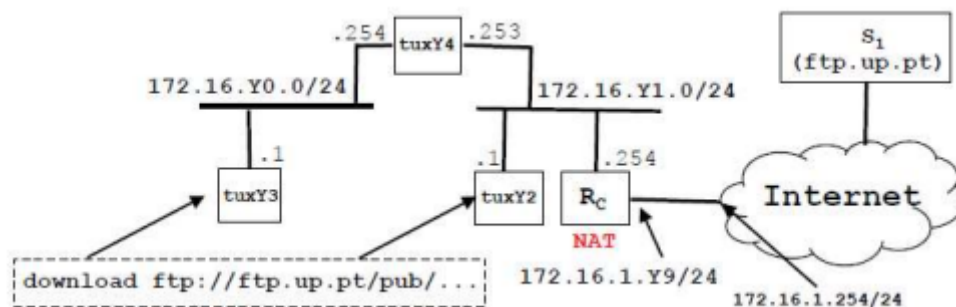 .254
tuxY4
.253
S1
(ftp.up.pt)
172.16.Y0.0/24
172.16.Y1.0/24
.1
.1
.254
tuxY3
tuxY2
RC
Internet
NAT
download ftp://ftp.up.pt/pub/...
172.16.1.Y9/24
172.16.1.254/24